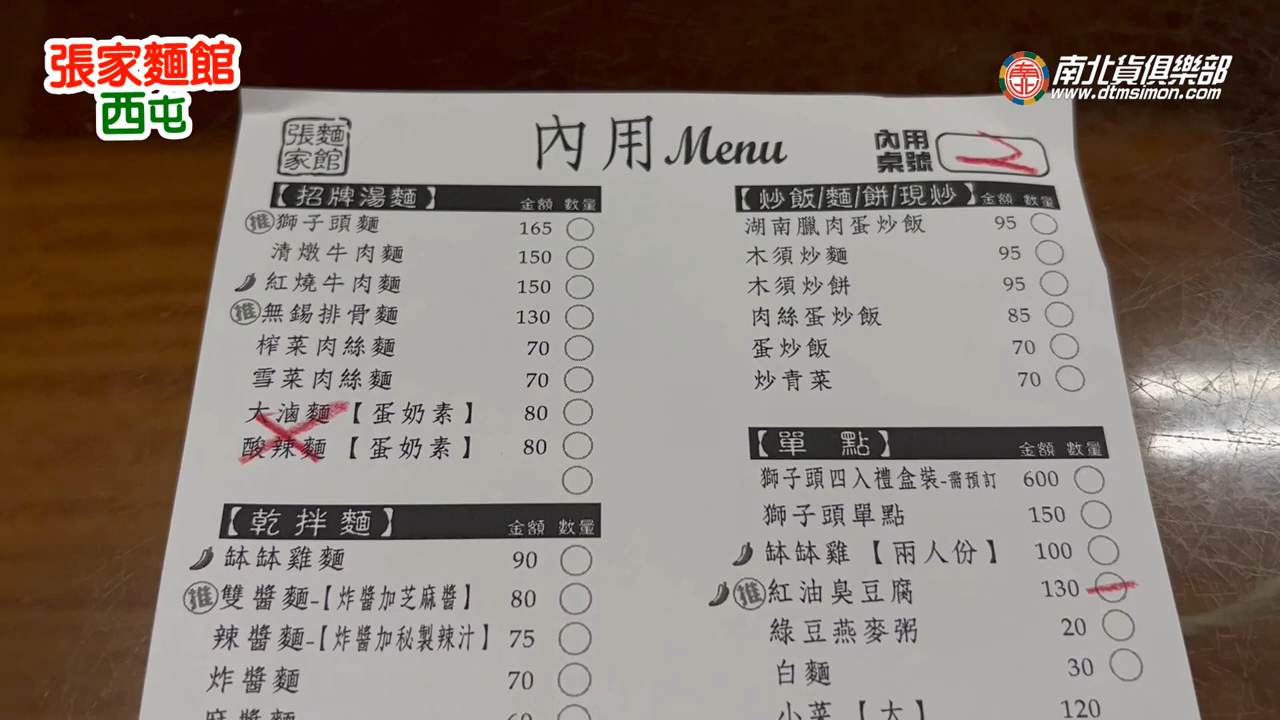 張家麵館
西屯
南北貨俱樂部
www.dtmsimon.com
張麵
家館
內用Menu
內用
桌號
2
【招牌湯麵】 金額 數量
推 獅子頭麵 165
清燉牛肉麵 150
紅燒牛肉麵 150
推 無錫排骨麵 130
榨菜肉絲麵 70
雪菜肉絲麵 70
大滷麵【蛋奶素】 80
酸辣麵【蛋奶素】 80
【乾拌麵】 金額 數量
缽缽雞麵 90
推 雙醬麵-【炸醬加芝麻醬】 80
辣醬麵-【炸醬加秘製辣汁】 75
炸醬麵 70
麻醬麵 60
【炒飯/麵/餅/現炒】 金額 數量
湖南臘肉蛋炒飯 95
木須炒麵 95
木須炒餅 95
肉絲蛋炒飯 85
蛋炒飯 70
炒青菜 70
【單 點】 金額 數量
獅子頭四入禮盒裝-需預訂 600
獅子頭單點 150
缽缽雞【兩人份】 100
推 紅油臭豆腐 130
綠豆燕麥粥 20
白麵 30
小菜【大】 120